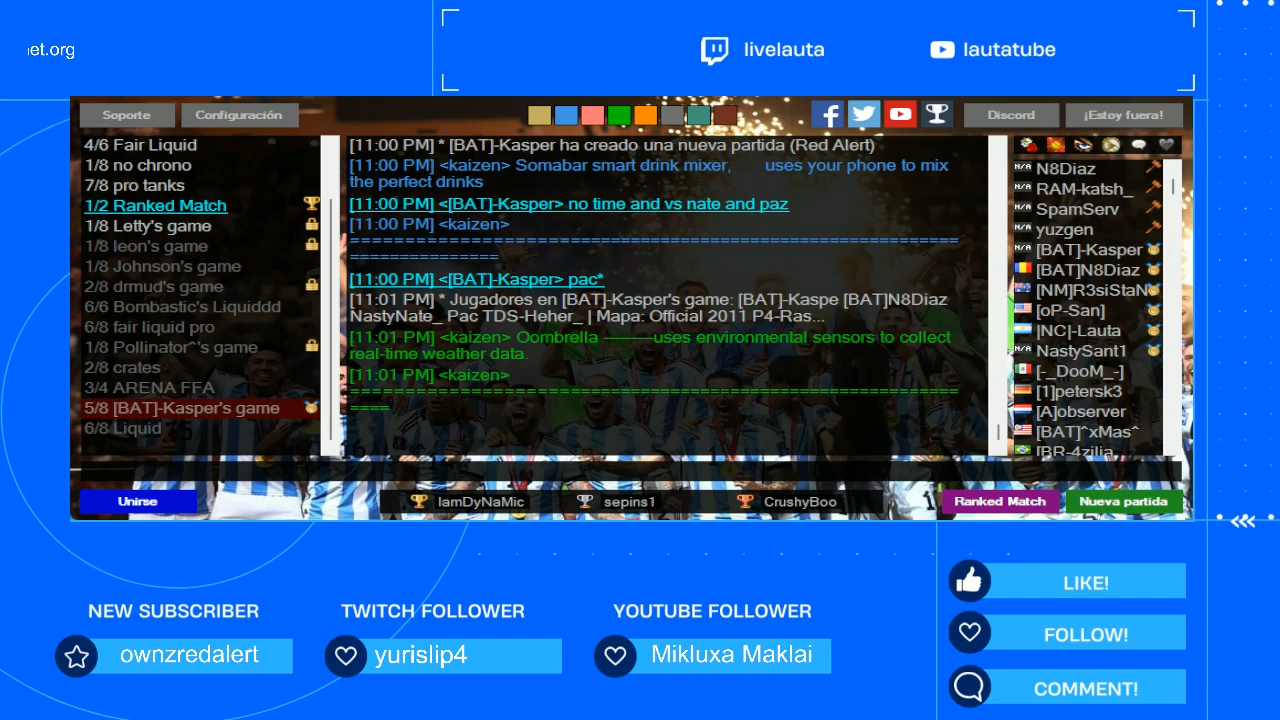 et.org
livelauta
lautatube
Soporte
Configuración
Discord
¡Estoy fuera!
4/6 Fair Liquid
1/8 no chrono
7/8 pro tanks
1/2 Ranked Match
1/8 Letty's game
1/8 leon's game
1/8 Johnson's game
2/8 drmud's game
6/6 Bombastic's Liquiddd
6/8 fair liquid pro
1/8 Pollinator^'s game
2/8 crates
3/4 ARENA FFA
5/8 [BAT]-Kasper's game
6/8 Liquid
[11:00 PM] * [BAT]-Kasper ha creado una nueva partida (Red Alert)
[11:00 PM] <kaizen> Somabar smart drink mixer, uses your phone to mix
the perfect drinks
[11:00 PM] <[BAT]-Kasper> no time and vs nate and paz
[11:00 PM] <kaizen>
[11:00 PM] <[BAT]-Kasper> pac*
[11:01 PM] * Jugadores en [BAT]-Kasper's game: [BAT]-Kaspe [BAT]N8Diaz
NastyNate_ Pac TDS-Heher_ | Mapa: Official 2011 P4-Ras...
[11:01 PM] <kaizen> Oombrella ---------uses environmental sensors to collect
real-time weather data.
[11:01 PM] <kaizen>
N/A N8Diaz
N/A RAM-katsh_
N/A SpamServ
N/A yuzgen
N/A [BAT]-Kasper
[BAT]N8Diaz
[NM]R3siStaN
[oP-San]
|NC|-Lauta
N/A NastySant1
[-_DooM_-]
[1]petersk3
[A]observer
[BAT]^xMas^
[BR-4zilia
Unirse
IamDyNaMic
sepins1
CrushyBoo
Ranked Match
Nueva partida
NEW SUBSCRIBER
TWITCH FOLLOWER
YOUTUBE FOLLOWER
ownzredalert
yurislip4
Mikluxa Maklai
LIKE!
FOLLOW!
COMMENT!